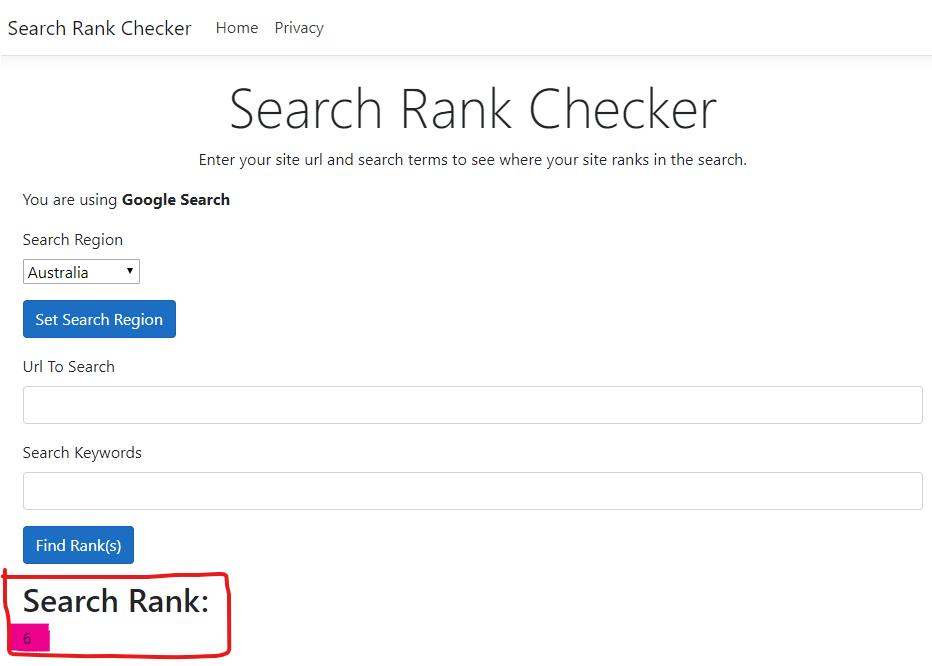 Search Rank Checker Home Privacy
Search Rank Checker
Enter your site url and search terms to see where your site ranks in the search.
You are using Google Search
Search Region
Australia
Set Search Region
Url To Search
Search Keywords
Find Rank(s)
Search Rank:
6